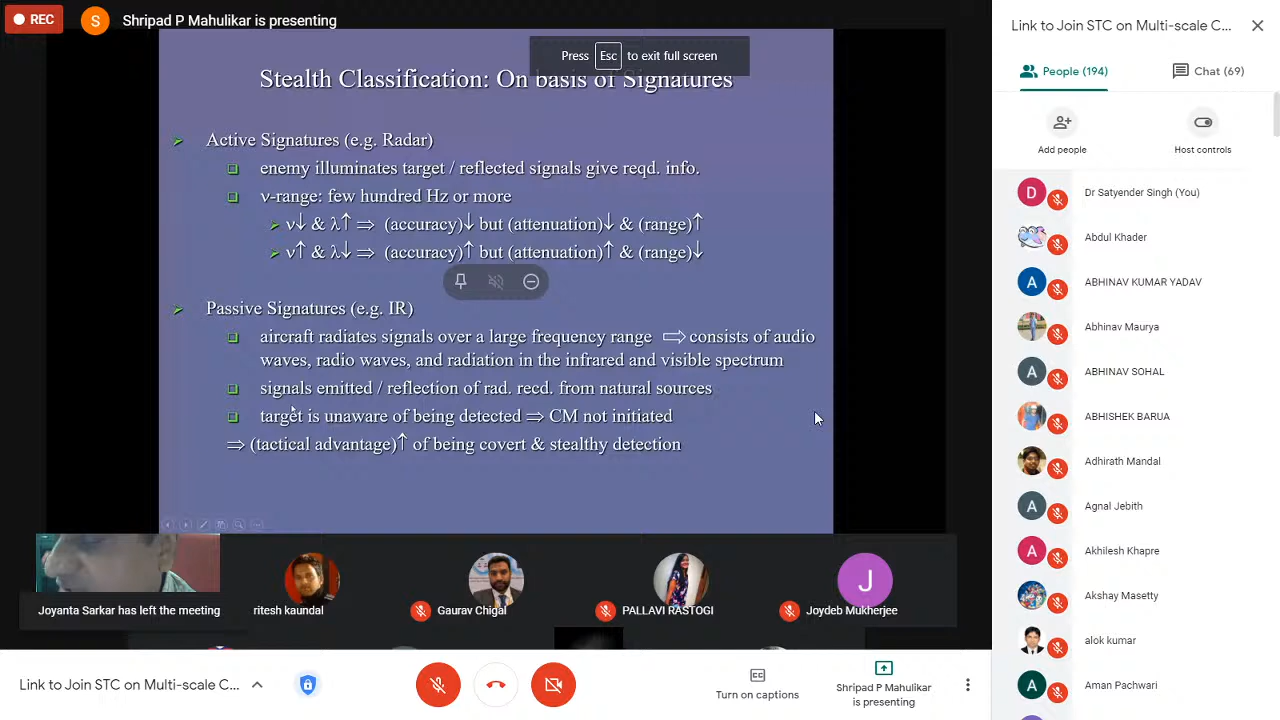 REC
S
Shripad P Mahulikar is presenting
Press Esc to exit full screen
Stealth Classification: On basis of Signatures
Active Signatures (e.g. Radar)
enemy illuminates target / reflected signals give reqd. info.
ν-range: few hundred Hz or more
ν↓ & λ↑ ⇒ (accuracy)↓ but (attenuation)↓ & (range)↑
ν↑ & λ↓ ⇒ (accuracy)↑ but (attenuation)↑ & (range)↓
Passive Signatures (e.g. IR)
aircraft radiates signals over a large frequency range ⇨ consists of audio
waves, radio waves, and radiation in the infrared and visible spectrum
signals emitted / reflection of rad. recd. from natural sources
target is unaware of being detected ⇒ CM not initiated
⇒ (tactical advantage)↑ of being covert & stealthy detection
Joyanta Sarkar has left the meeting
ritesh kaundal
Gaurav Chigal
PALLAVI RASTOGI
J
Joydeb Mukherjee
Link to Join STC on Multi-scale C...
CC
Turn on captions
Shripad P Mahulikar
is presenting
Link to Join STC on Multi-scale C...
People (194)
Chat (69)
Add people
Host controls
D
Dr Satyender Singh (You)
Abdul Khader
A
ABHINAV KUMAR YADAV
Abhinav Maurya
A
ABHINAV SOHAL
ABHISHEK BARUA
Adhirath Mandal
A
Agnal Jebith
A
Akhilesh Khapre
Akshay Masetty
alok kumar
A
Aman Pachwari